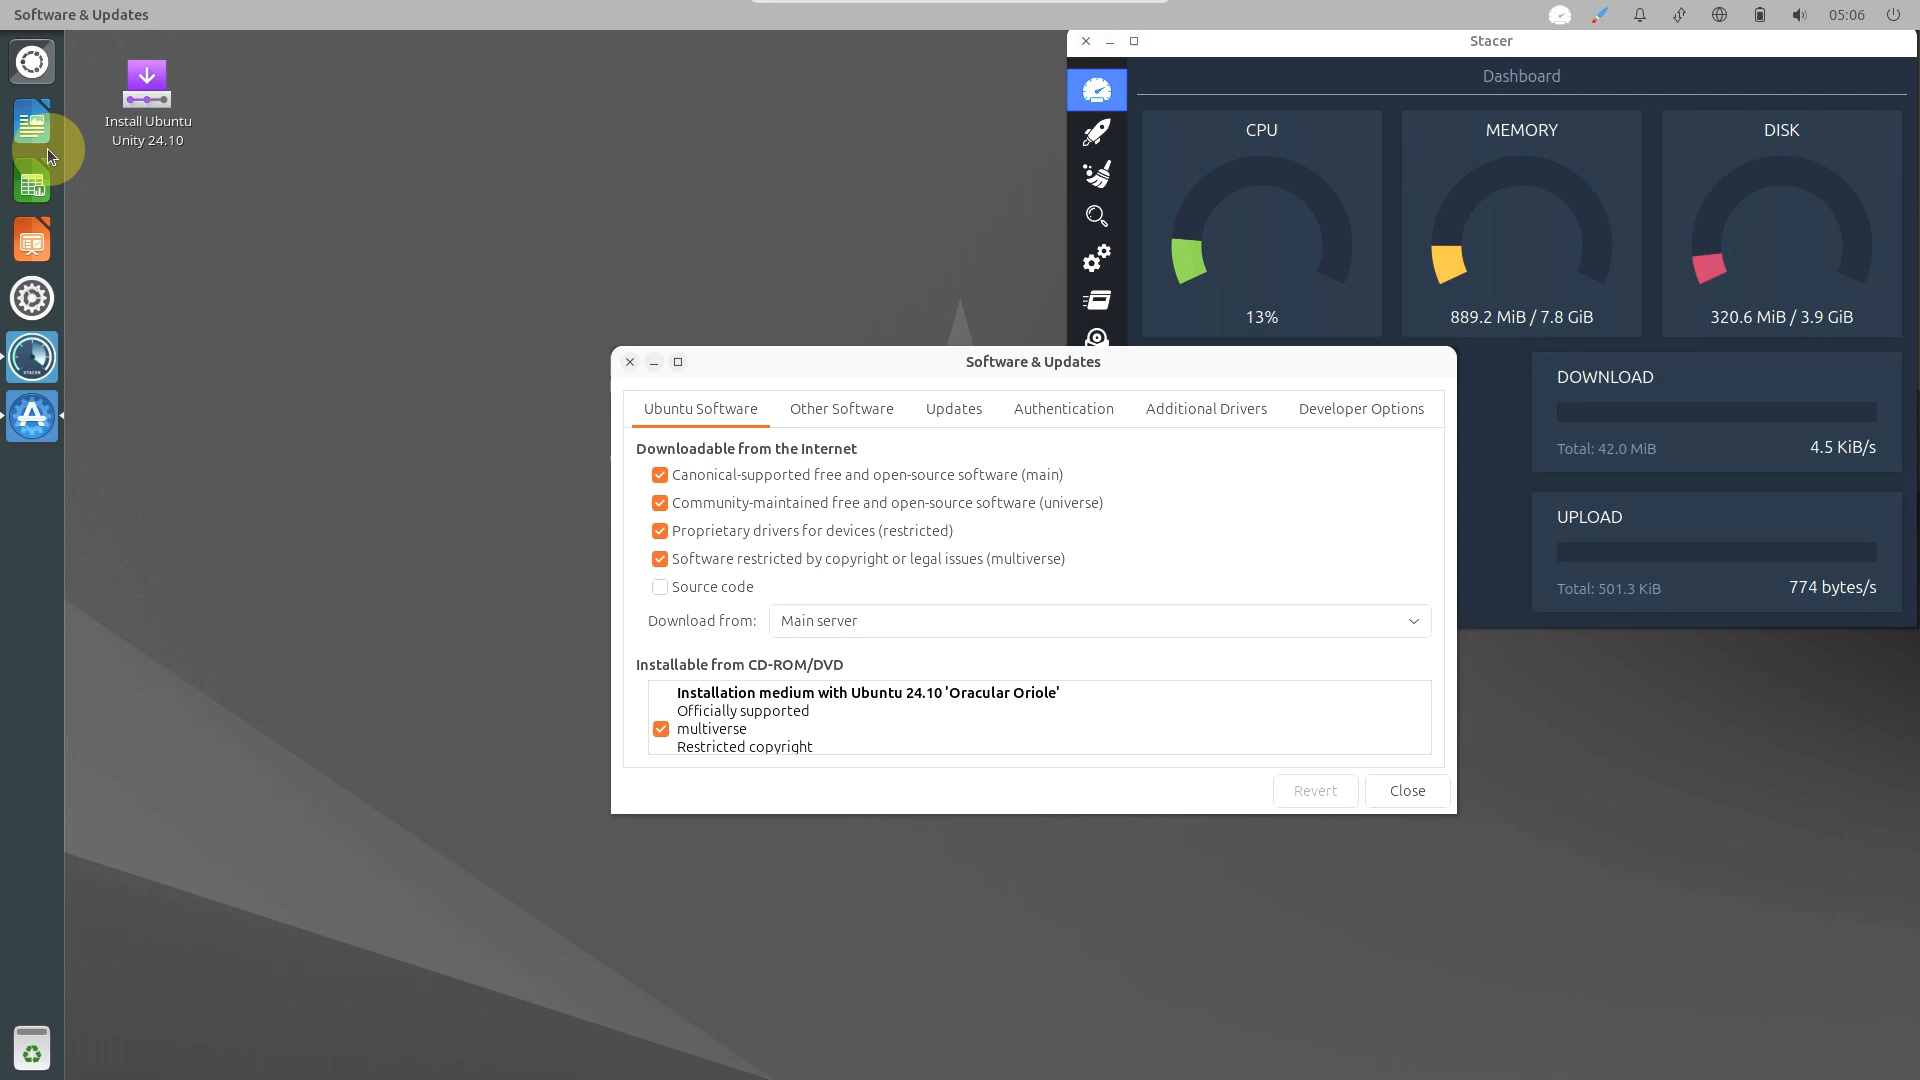 Software & Updates
05:06
Install Ubuntu
Unity 24.10
Stacer
Dashboard
CPU
MEMORY
DISK
13%
889.2 MiB / 7.8 GiB
320.6 MiB / 3.9 GiB
DOWNLOAD
Total: 42.0 MiB
4.5 KiB/s
UPLOAD
Total: 501.3 KiB
774 bytes/s
STACER
Software & Updates
Ubuntu Software
Other Software
Updates
Authentication
Additional Drivers
Developer Options
Downloadable from the Internet
Canonical-supported free and open-source software (main)
Community-maintained free and open-source software (universe)
Proprietary drivers for devices (restricted)
Software restricted by copyright or legal issues (multiverse)
Source code
Download from:
Main server
Installable from CD-ROM/DVD
Installation medium with Ubuntu 24.10 'Oracular Oriole'
Officially supported
multiverse
Restricted copyright
Revert
Close